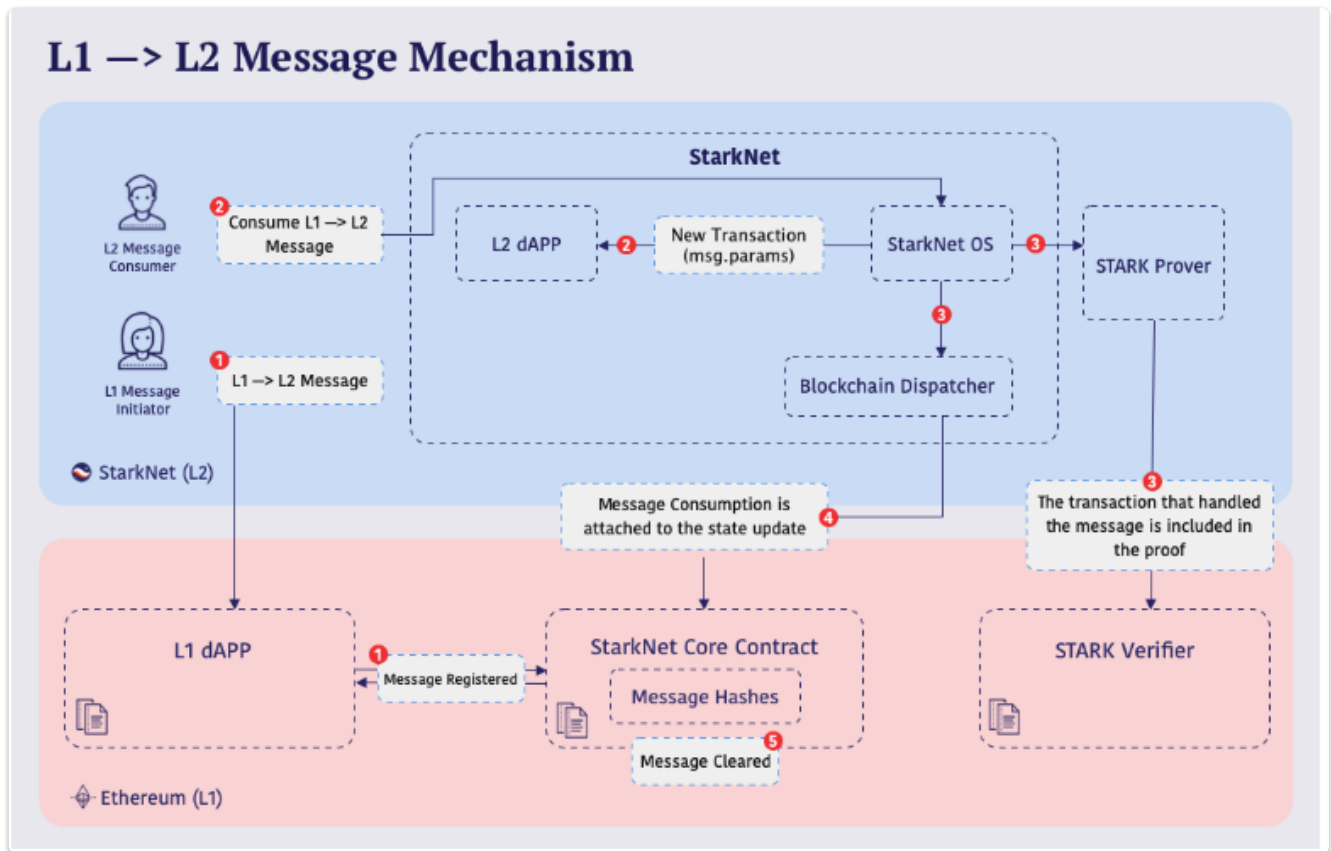 L1 —> L2 Message Mechanism
StarkNet
2
Consume L1 —> L2
Message
L2 Message
Consumer
L2 dAPP
2
New Transaction
(msg.params)
StarkNet OS
3
STARK Prover
3
1
L1 —> L2 Message
L1 Message
Initiator
Blockchain Dispatcher
StarkNet (L2)
Message Consumption is
attached to the state update
4
3
The transaction that handled
the message is included in
the proof
L1 dAPP
1
Message Registered
StarkNet Core Contract
Message Hashes
5
Message Cleared
STARK Verifier
Ethereum (L1)